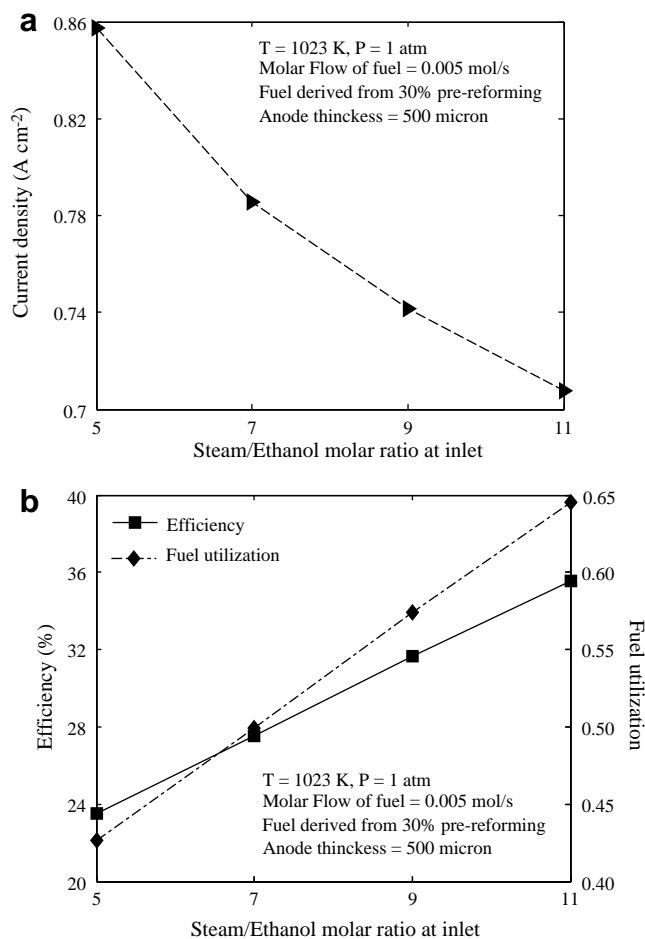 a
0.86
0.82
0.78
0.74
0.7
Current density (A cm-2)
T = 1023 K, P = 1 atm
Molar Flow of fuel = 0.005 mol/s
Fuel derived from 30% pre-reforming
Anode thinckess = 500 micron
5 7 9 11
Steam/Ethanol molar ratio at inlet
b
40
36
32
28
24
20
Efficiency (%)
Efficiency
Fuel utilization
0.65
0.60
0.55
0.50
0.45
0.40
Fuel utilization
T = 1023 K, P = 1 atm
Molar Flow of fuel = 0.005 mol/s
Fuel derived from 30% pre-reforming
Anode thinckess = 500 micron
5 7 9 11
Steam/Ethanol molar ratio at inlet